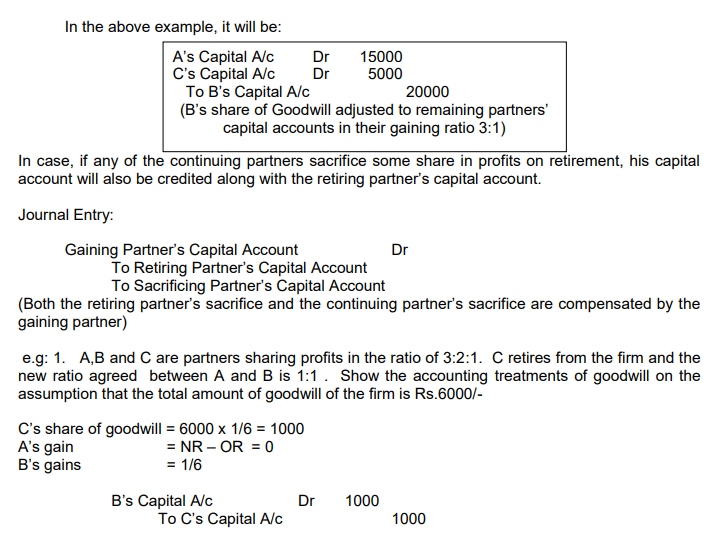 In the above example, it will be:
A's Capital A/c Dr 15000
C's Capital A/c Dr 5000
To B's Capital A/c 20000
(B's share of Goodwill adjusted to remaining partners'
capital accounts in their gaining ratio 3:1)
In case, if any of the continuing partners sacrifice some share in profits on retirement, his capital
account will also be credited along with the retiring partner's capital account.
Journal Entry:
Gaining Partner's Capital Account Dr
To Retiring Partner's Capital Account
To Sacrificing Partner's Capital Account
(Both the retiring partner's sacrifice and the continuing partner's sacrifice are compensated by the
gaining partner)
e.g: 1. A,B and C are partners sharing profits in the ratio of 3:2:1. C retires from the firm and the
new ratio agreed between A and B is 1:1 . Show the accounting treatments of goodwill on the
assumption that the total amount of goodwill of the firm is Rs.6000/-
C's share of goodwill = 6000 x 1/6 = 1000
A's gain = NR – OR = 0
B's gains = 1/6
B's Capital A/c Dr 1000
To C's Capital A/c 1000